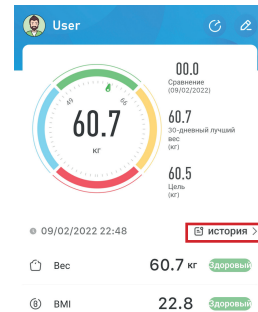 User
00.0
Сравнение
(09/02/2022)
49
66
60.7
кг
60.7
30-дневный лучший
вес
(кг)
60.5
Цель
(кг)
09/02/2022 22:48
история >
Вес 60.7 кг Здоровый
BMI 22.8 Здоровый